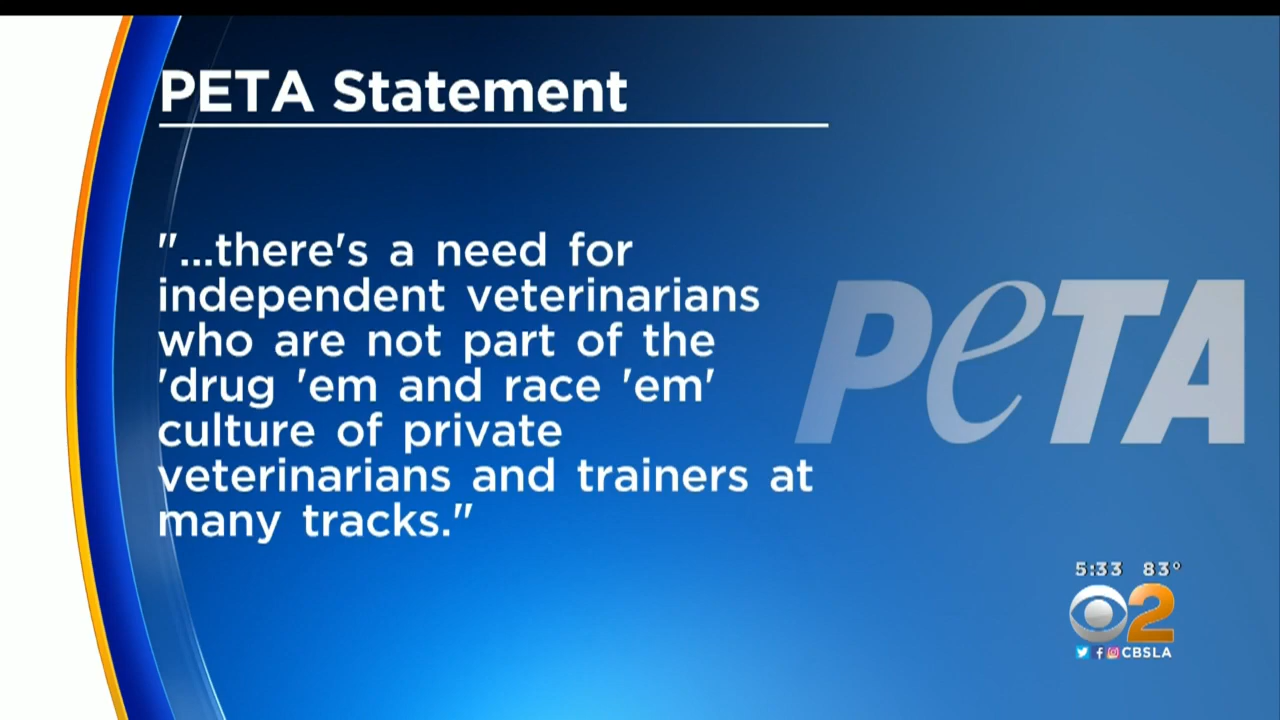 PETA Statement
"...there's a need for
independent veterinarians
who are not part of the
'drug 'em and race 'em'
culture of private
veterinarians and trainers at
many tracks."
PeTA
5:33 83°
2
CBSLA